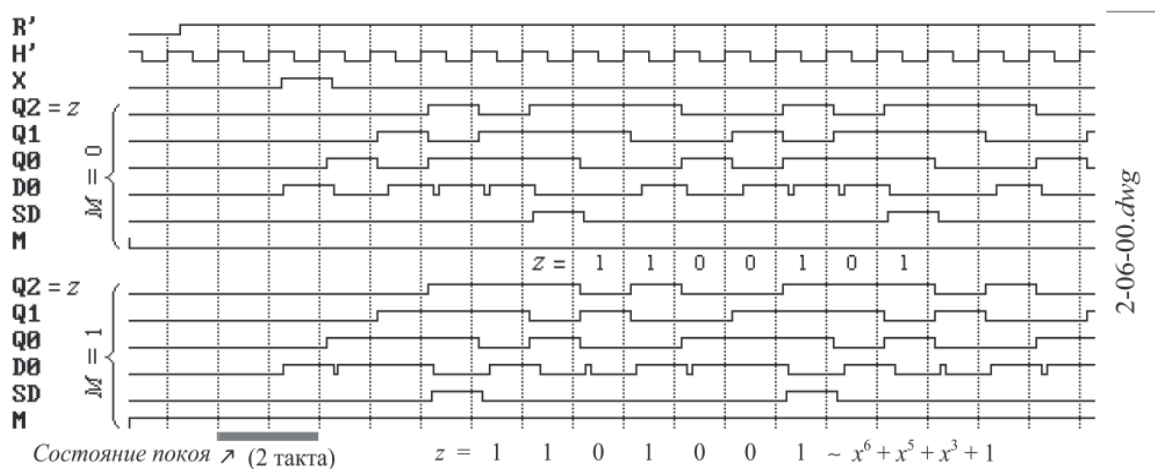 R'
H'
X
Q2 = z
Q1
Q0
D0
SD
M
M = 0
z = 1 1 0 0 1 0 1
Q2 = z
Q1
Q0
D0
SD
M
M = 1
Состояние покоя ↗ (2 такта)
z = 1 1 0 1 0 0 1 ~ x⁶ + x⁵ + x³ + 1
2-06-00.dwg